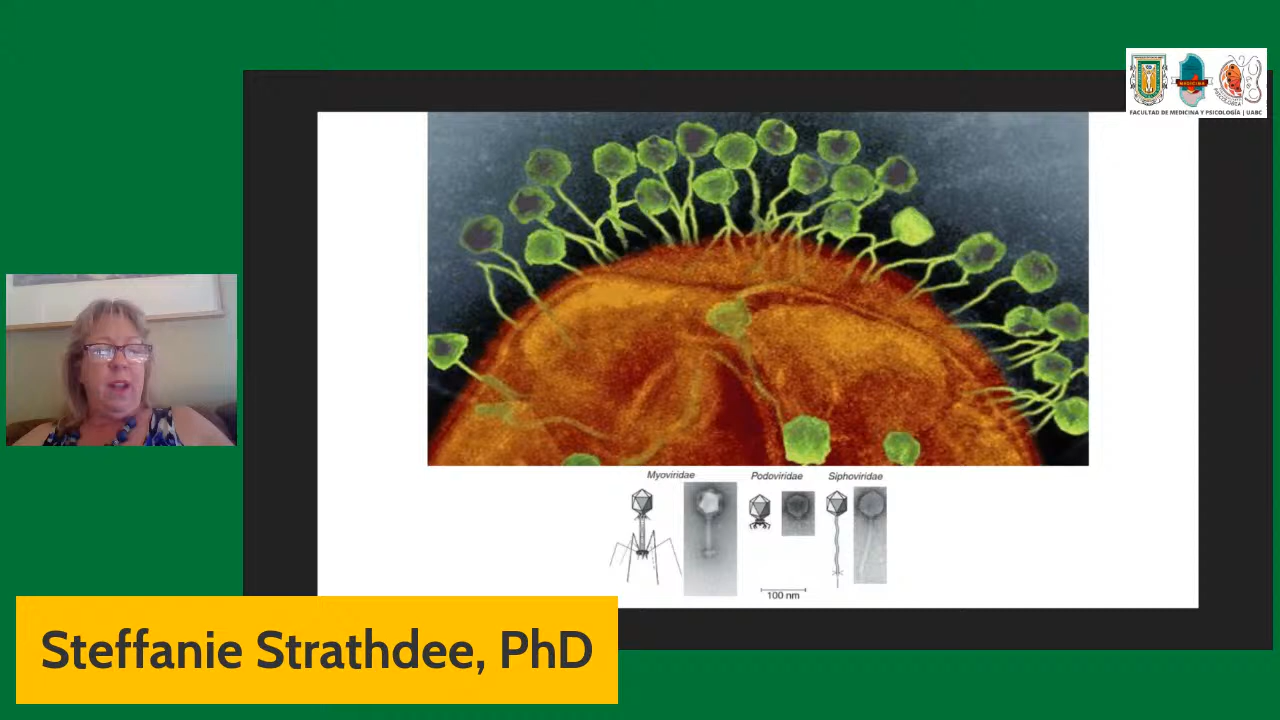 FACULTAD DE MEDICINA Y PSICOLOGÍA | UABC
Myoviridae
Podoviridae
Siphoviridae
100 nm
Steffanie Strathdee, PhD